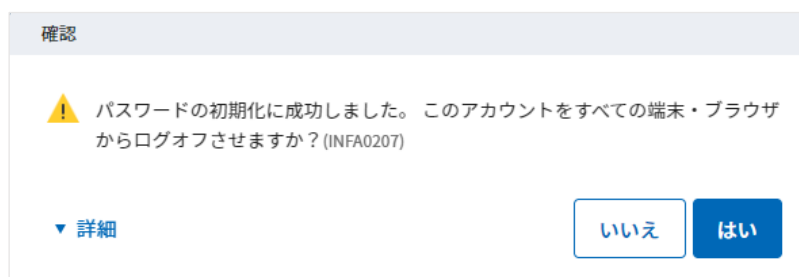 確認
パスワードの初期化に成功しました。 このアカウントをすべての端末・ブラウザ
からログオフさせますか？(INFA0207)
▼ 詳細
いいえ
はい